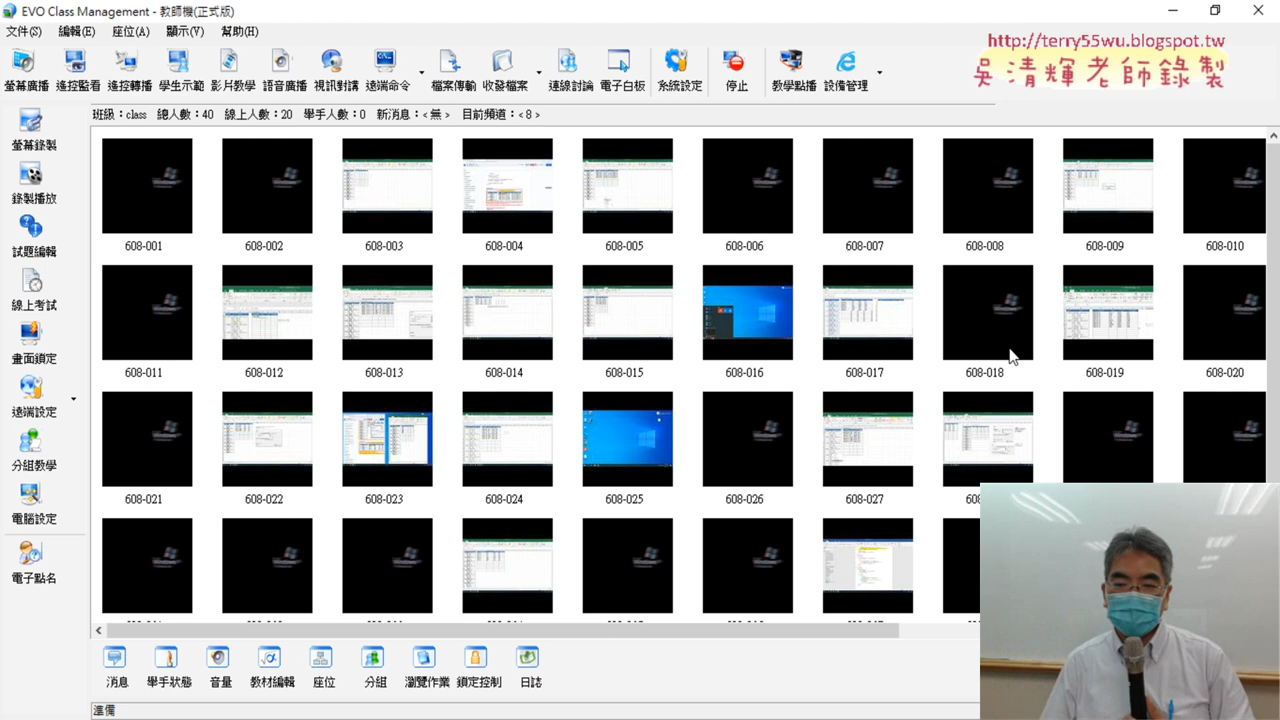 EVO Class Management - 教師機(正式版)
文件(S) 編輯(E) 座位(A) 顯示(V) 幫助(H)
http://terry55wu.blogspot.tw
吳清輝老師錄製
螢幕廣播 遠控監看 遠控轉播 學生示範 影片教學 語音廣播 視訊對講 遠端命令 檔案傳輸 收發檔案 連線討論 電子白板 系統設定 停止 教學點播 設備管理
班級：class 總人數：40 線上人數：20 舉手人數：0 新消息：<無> 目前頻道：<8>
螢幕錄製
錄製播放
試題編輯
線上考試
畫面鎖定
遠端設定
分組教學
電腦設定
電子點名
608-001 608-002 608-003 608-004 608-005 608-006 608-007 608-008 608-009 608-010
608-011 608-012 608-013 608-014 608-015 608-016 608-017 608-018 608-019 608-020
608-021 608-022 608-023 608-024 608-025 608-026 608-027
消息 舉手狀態 音量 教材編輯 座位 分組 瀏覽作業 鎖定控制 日誌
準備